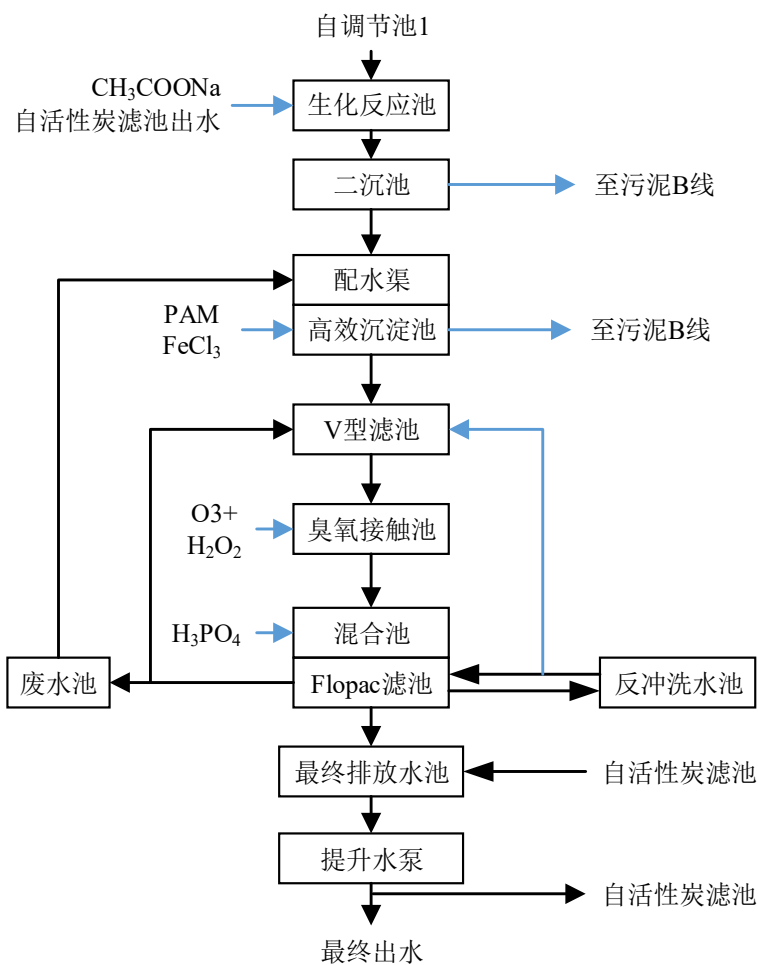 自调节池1
CH₃COONa
自活性炭滤池出水
生化反应池
二沉池
至污泥B线
配水渠
PAM
FeCl₃
高效沉淀池
至污泥B线
V型滤池
O3+
H₂O₂
臭氧接触池
H₃PO₄
混合池
废水池
Flopac滤池
反冲洗水池
最终排放水池
自活性炭滤池
提升水泵
自活性炭滤池
最终出水